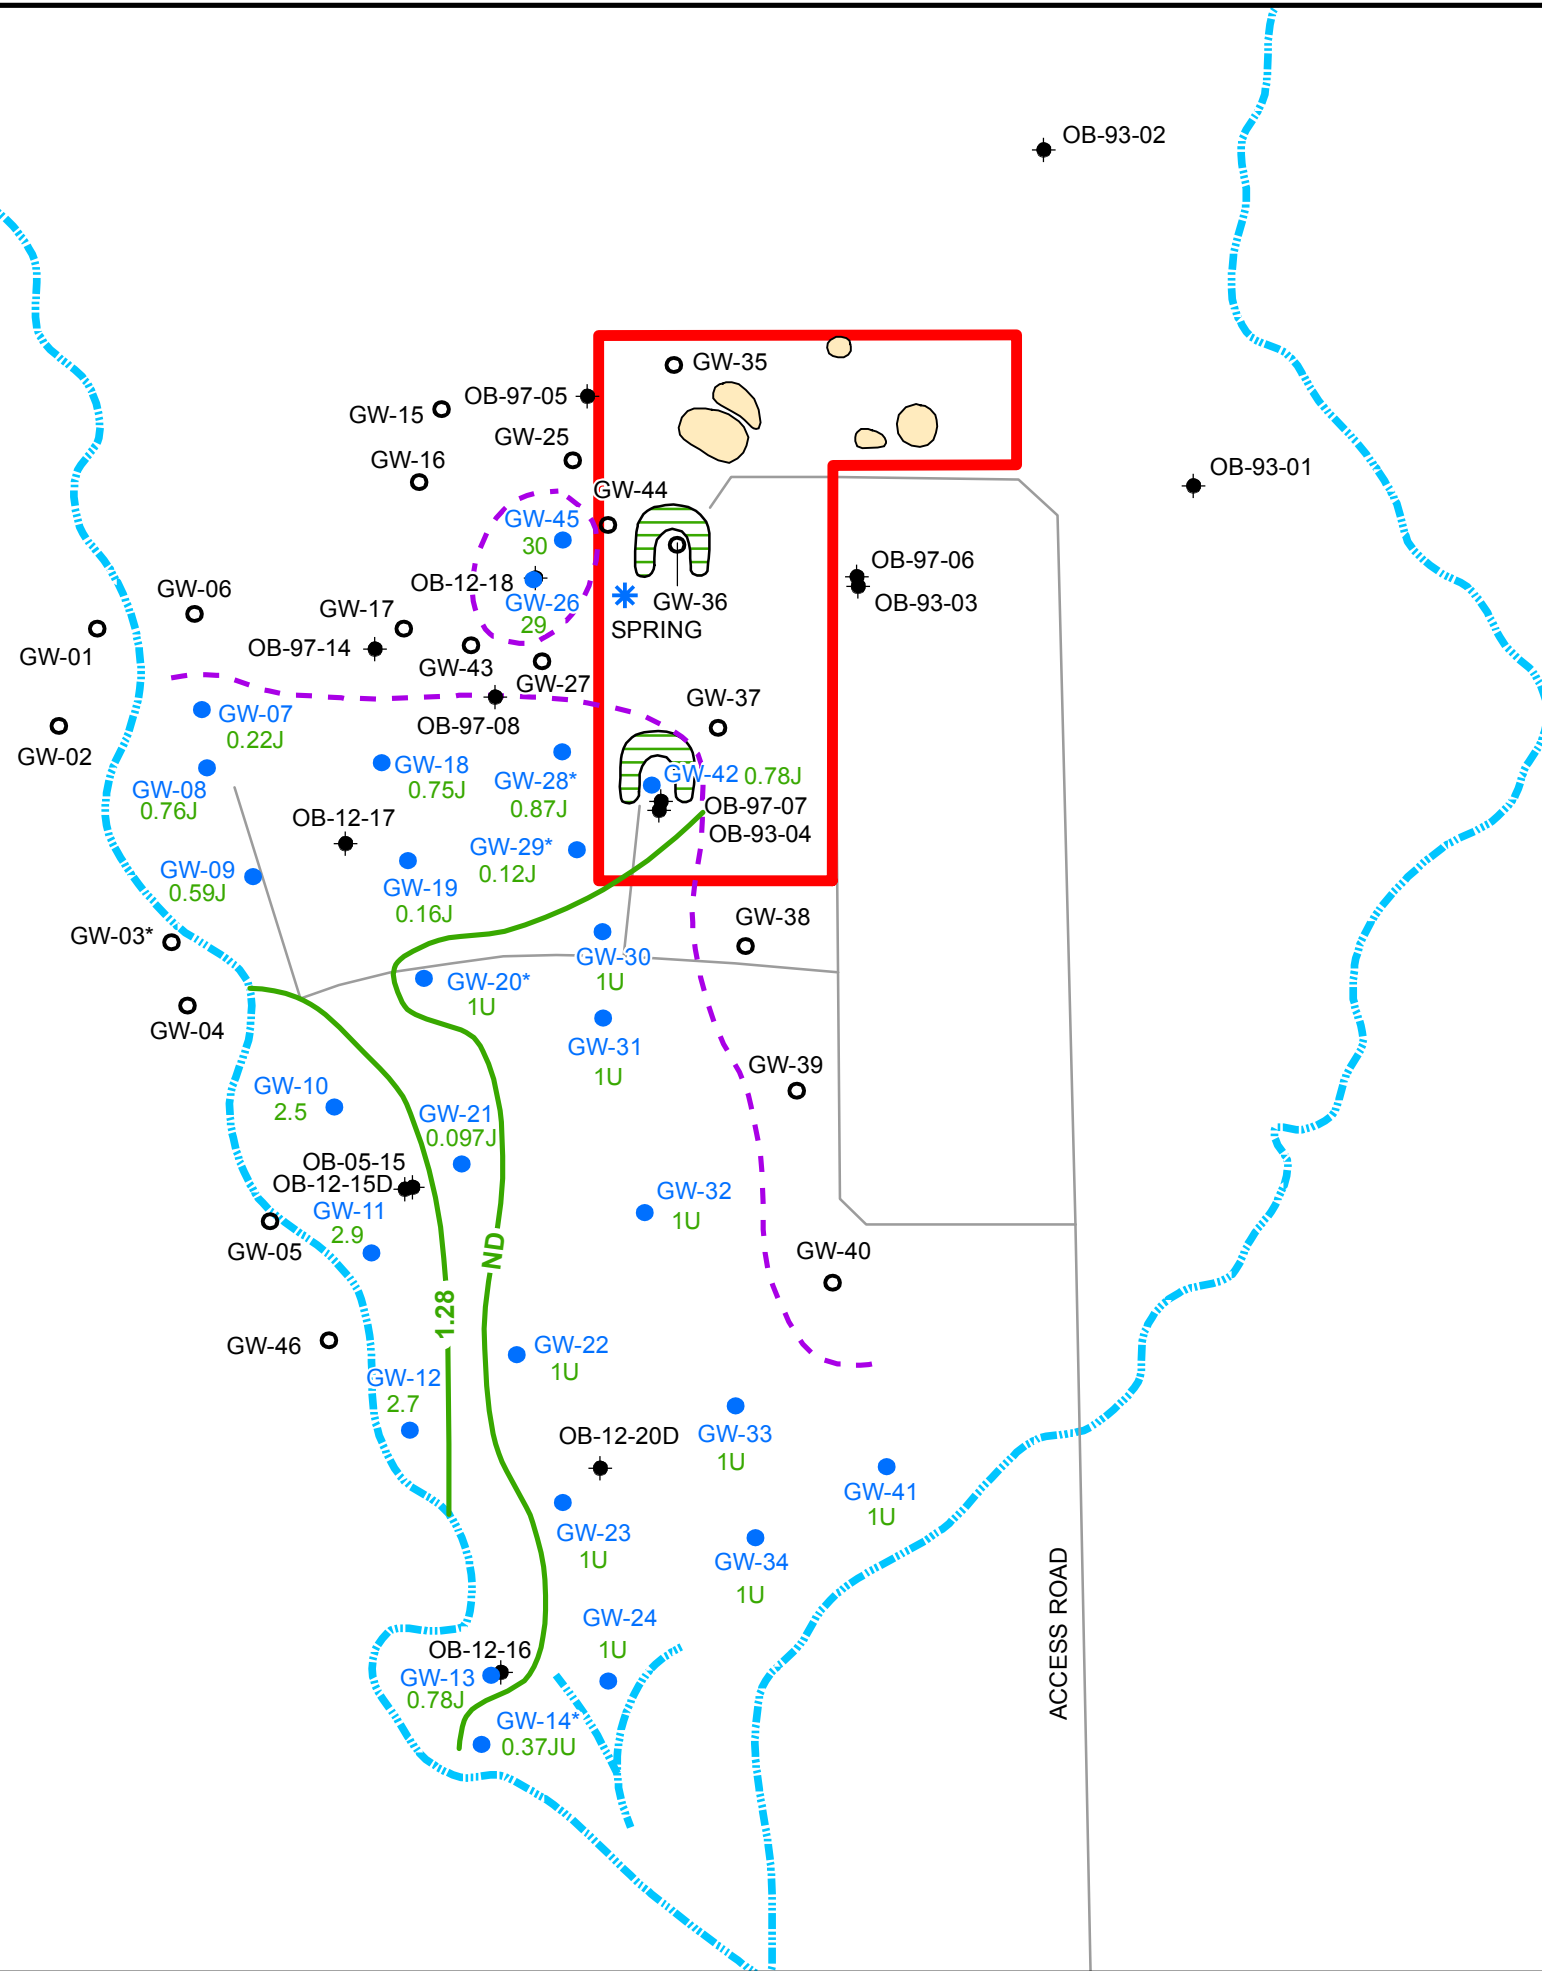 OB-93-02
GW-35
OB-97-05
GW-15
GW-25
GW-16
OB-93-01
GW-44
GW-45
30
OB-97-06
OB-12-18
GW-26
29
GW-36
OB-93-03
GW-06
GW-17
SPRING
OB-97-14
GW-01
GW-43
GW-27
GW-37
GW-07
0.22J
OB-97-08
GW-02
GW-18
0.75J
GW-28*
0.87J
GW-42 0.78J
GW-08
0.76J
OB-97-07
OB-93-04
OB-12-17
GW-29*
0.12J
GW-09
0.59J
GW-19
0.16J
GW-38
GW-03*
GW-30
1U
GW-20*
1U
GW-04
GW-31
1U
GW-39
GW-10
2.5
GW-21
0.097J
OB-05-15
OB-12-15D
GW-11
2.9
GW-32
1U
GW-05
ND
GW-40
1.28
GW-46
GW-22
1U
GW-12
2.7
OB-12-20D
GW-33
1U
GW-41
1U
GW-23
1U
GW-34
1U
GW-24
1U
ACCESS ROAD
OB-12-16
GW-13
0.78J
GW-14*
0.37JU